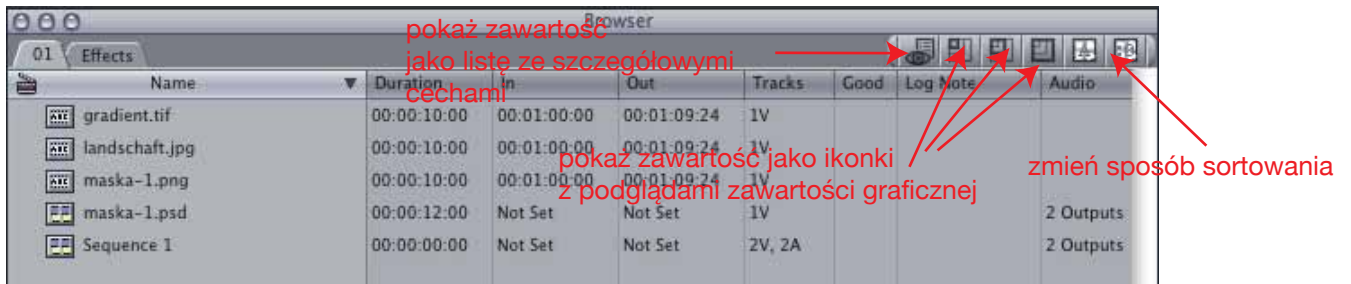 Browser
pokaż zawartość
jako listę ze szczegółowymi
cechami
01 Effects
Name Duration In Out Tracks Good Log Note Audio
gradient.tif 00:00:10:00 00:01:00:00 00:01:09:24 1V
landschaft.jpg 00:00:10:00 00:01:00:00 00:01:09:24 1V
pokaż zawartość jako ikonki
z podglądami zawartości graficznej
zmień sposób sortowania
maska-1.png 00:00:10:00 00:01:00:00 00:01:09:24 1V
maska-1.psd 00:00:12:00 Not Set Not Set 1V 2 Outputs
Sequence 1 00:00:00:00 Not Set Not Set 2V, 2A 2 Outputs